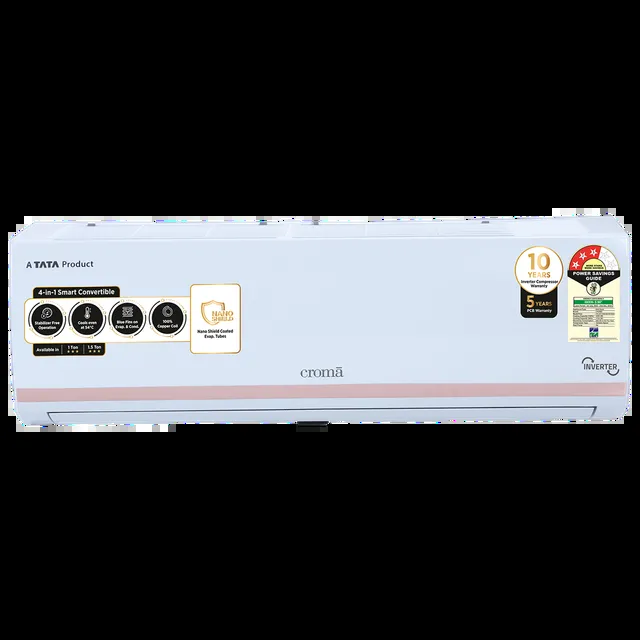 A TATA Product
4-in-1 Smart Convertible
Stabilizer Free
Operation
Cools even
at 54°C
Blue Fins on
Evap. & Cond.
100%
Copper Coil
Available in
1 Ton
1.5 Ton
NANO
SHIELD
Nano Shield Coated
Evap. Tubes
10
YEARS
Inverter Compressor
Warranty
5 YEARS
PCB Warranty
POWER SAVINGS
GUIDE
INVERTER
cromā